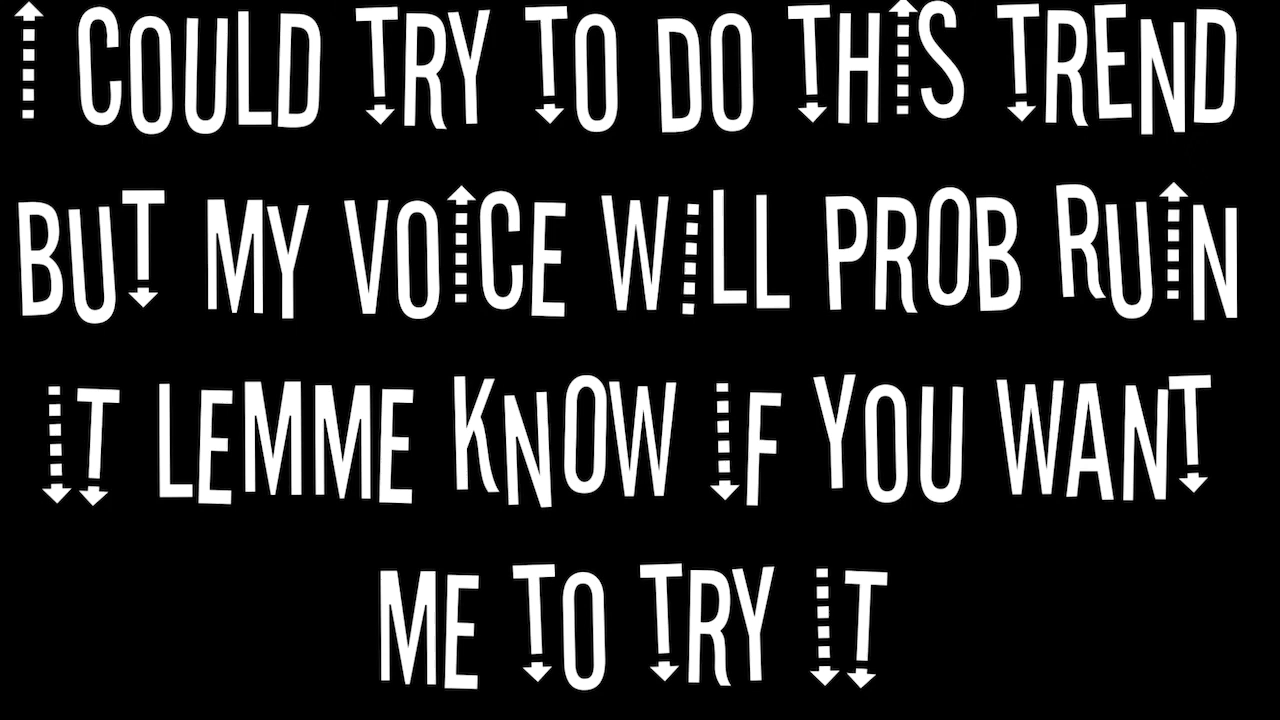 I COULD TRY TO DO THIS TREND
BUT MY VOICE WILL PROB RUIN
IT LEMME KNOW IF YOU WANT
ME TO TRY IT